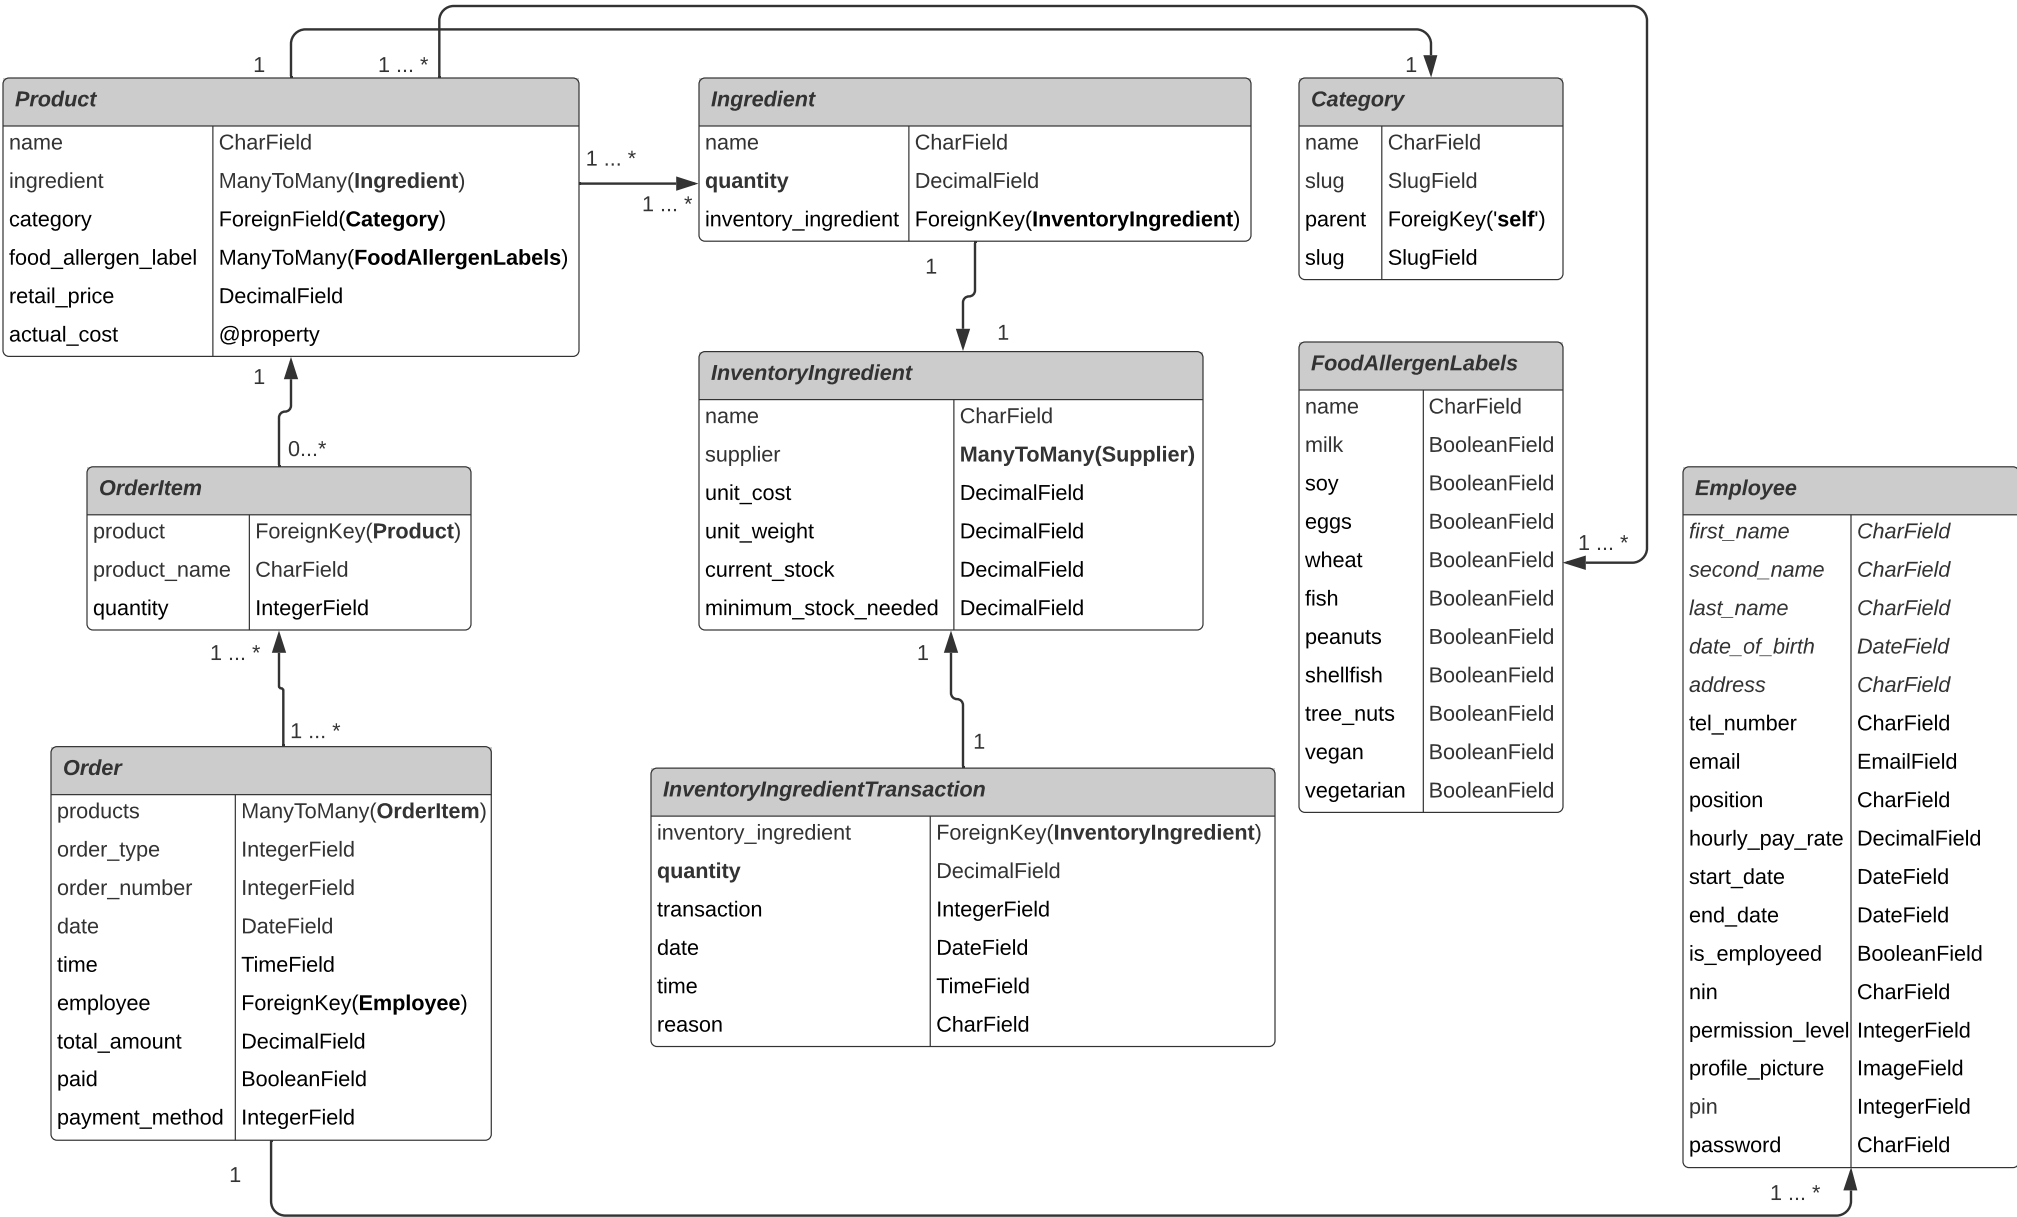 1
1 ... *
1
Product
name CharField
ingredient ManyToMany(Ingredient)
category ForeignField(Category)
food_allergen_label ManyToMany(FoodAllergenLabels)
retail_price DecimalField
actual_cost @property
1 ... *
1 ... *
Ingredient
name CharField
quantity DecimalField
inventory_ingredient ForeignKey(InventoryIngredient)
Category
name CharField
slug SlugField
parent ForeigKey('self')
slug SlugField
1
1
1
0...*
InventoryIngredient
name CharField
supplier ManyToMany(Supplier)
unit_cost DecimalField
unit_weight DecimalField
current_stock DecimalField
minimum_stock_needed DecimalField
FoodAllergenLabels
name CharField
milk BooleanField
soy BooleanField
eggs BooleanField
wheat BooleanField
fish BooleanField
peanuts BooleanField
shellfish BooleanField
tree_nuts BooleanField
vegan BooleanField
vegetarian BooleanField
1 ... *
OrderItem
product ForeignKey(Product)
product_name CharField
quantity IntegerField
1 ... *
1 ... *
1
1
Order
products ManyToMany(OrderItem)
order_type IntegerField
order_number IntegerField
date DateField
time TimeField
employee ForeignKey(Employee)
total_amount DecimalField
paid BooleanField
payment_method IntegerField
InventoryIngredientTransaction
inventory_ingredient ForeignKey(InventoryIngredient)
quantity DecimalField
transaction IntegerField
date DateField
time TimeField
reason CharField
Employee
first_name CharField
second_name CharField
last_name CharField
date_of_birth DateField
address CharField
tel_number CharField
email EmailField
position CharField
hourly_pay_rate DecimalField
start_date DateField
end_date DateField
is_employeed BooleanField
nin CharField
permission_level IntegerField
profile_picture ImageField
pin IntegerField
password CharField
1
1 ... *